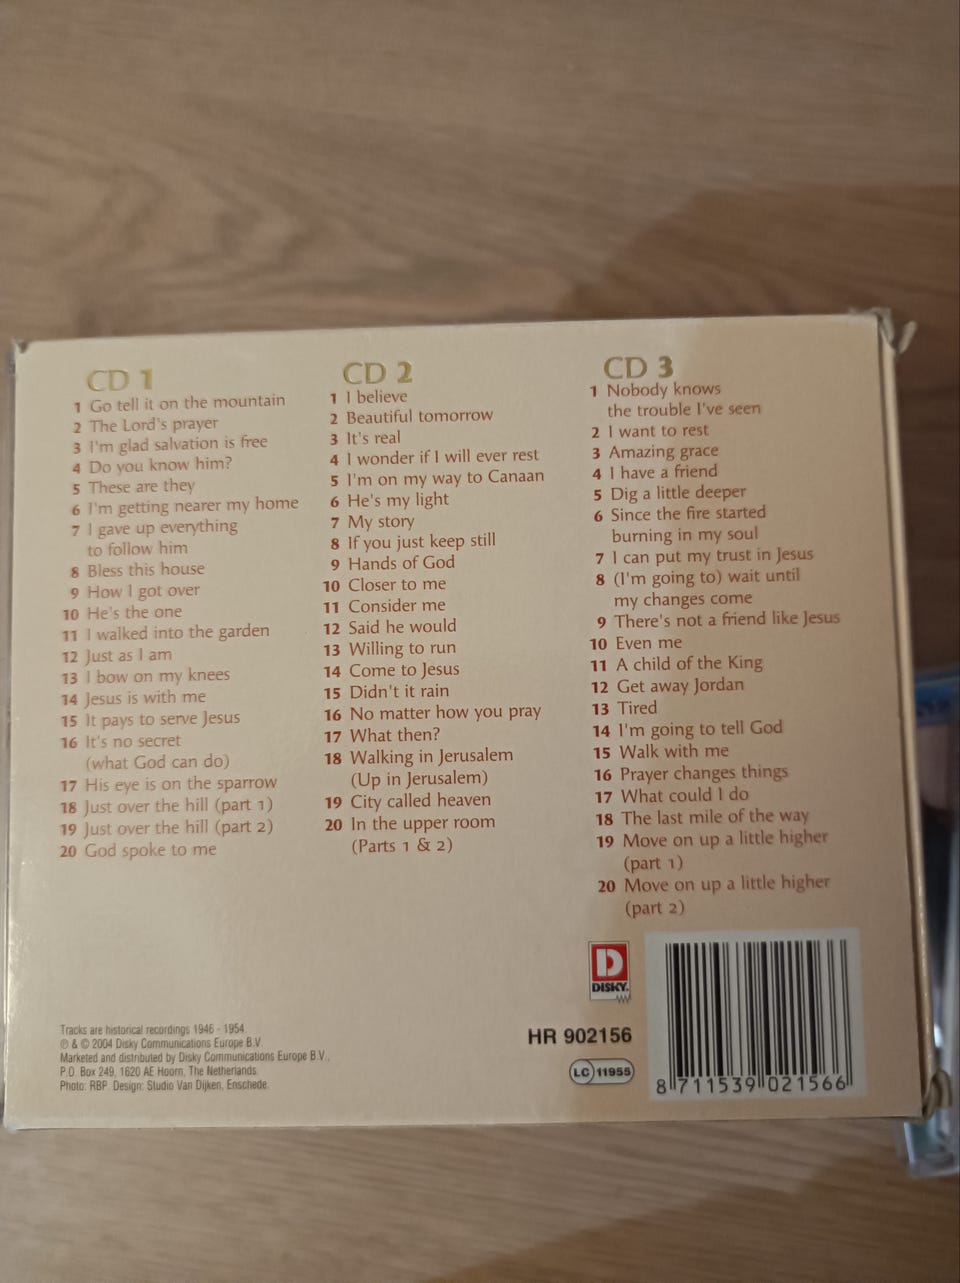 CD 1
1 Go tell it on the mountain
2 The Lord's prayer
3 I'm glad salvation is free
4 Do you know him?
5 These are they
6 I'm getting nearer my home
7 I gave up everything
to follow him
8 Bless this house
9 How I got over
10 He's the one
11 I walked into the garden
12 Just as I am
13 I bow on my knees
14 Jesus is with me
15 It pays to serve Jesus
16 It's no secret
(what God can do)
17 His eye is on the sparrow
18 Just over the hill (part 1)
19 Just over the hill (part 2)
20 God spoke to me
CD 2
1 I believe
2 Beautiful tomorrow
3 It's real
4 I wonder if I will ever rest
5 I'm on my way to Canaan
6 He's my light
7 My story
8 If you just keep still
9 Hands of God
10 Closer to me
11 Consider me
12 Said he would
13 Willing to run
14 Come to Jesus
15 Didn't it rain
16 No matter how you pray
17 What then?
18 Walking in Jerusalem
(Up in Jerusalem)
19 City called heaven
20 In the upper room
(Parts 1 & 2)
CD 3
1 Nobody knows
the trouble I've seen
2 I want to rest
3 Amazing grace
4 I have a friend
5 Dig a little deeper
6 Since the fire started
burning in my soul
7 I can put my trust in Jesus
8 (I'm going to) wait until
my changes come
9 There's not a friend like Jesus
10 Even me
11 A child of the King
12 Get away Jordan
13 Tired
14 I'm going to tell God
15 Walk with me
16 Prayer changes things
17 What could I do
18 The last mile of the way
19 Move on up a little higher
(part 1)
20 Move on up a little higher
(part 2)
D
DISKY.
HR 902156
LC 11955
8 711539 021566
Tracks are historical recordings 1946 - 1954.
℗ & © 2004 Disky Communications Europe B.V.
Marketed and distributed by Disky Communications Europe B.V.,
P.O. Box 249, 1620 AE Hoorn, The Netherlands.
Photo: RBP. Design: Studio Van Dijken, Enschede.